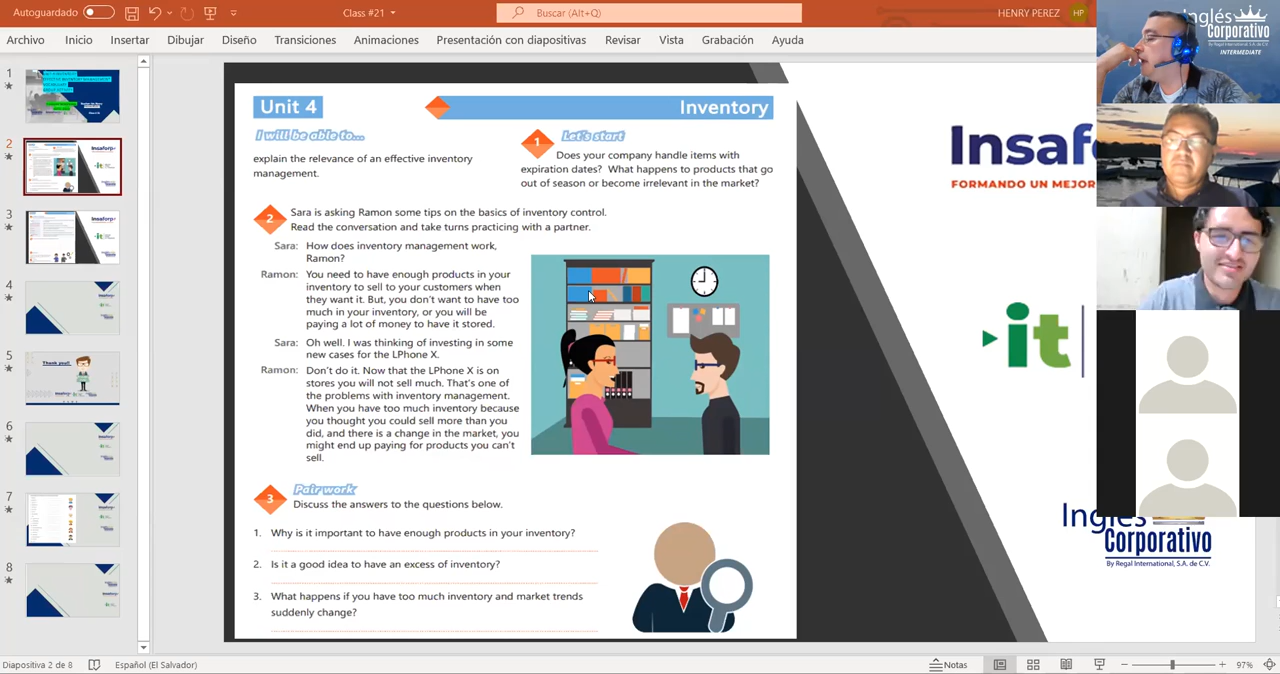 Autoguardado
Class #21
Buscar (Alt+Q)
HENRY PEREZ
HP
Archivo
Inicio
Insertar
Dibujar
Diseño
Transiciones
Animaciones
Presentación con diapositivas
Revisar
Vista
Grabación
Ayuda
Inglés
Corporativo
By Regal International, S.A. de C.V.
INTERMEDIATE
1
2
3
4
5
Thank you!!
6
7
8
Unit 4
Inventory
I will be able to...
explain the relevance of an effective inventory
management.
1
Let's start
Does your company handle items with
expiration dates? What happens to products that go
out of season or become irrelevant in the market?
2
Sara is asking Ramon some tips on the basics of inventory control.
Read the conversation and take turns practicing with a partner.
Sara: How does inventory management work,
Ramon?
Ramon: You need to have enough products in your
inventory to sell to your customers when
they want it. But, you don't want to have too
much in your inventory, or you will be
paying a lot of money to have it stored.
Sara: Oh well. I was thinking of investing in some
new cases for the LPhone X.
Ramon: Don't do it. Now that the LPhone X is on
stores you will not sell much. That's one of
the problems with inventory management.
When you have too much inventory because
you thought you could sell more than you
did, and there is a change in the market, you
might end up paying for products you can't
sell.
3
Pair work
Discuss the answers to the questions below.
1. Why is it important to have enough products in your inventory?
2. Is it a good idea to have an excess of inventory?
3. What happens if you have too much inventory and market trends
suddenly change?
Insafo
FORMANDO UN MEJOR
it
Inglés
Corporativo
By Regal International, S.A. de C.V.
Diapositiva 2 de 8
Español (El Salvador)
Notas
97%